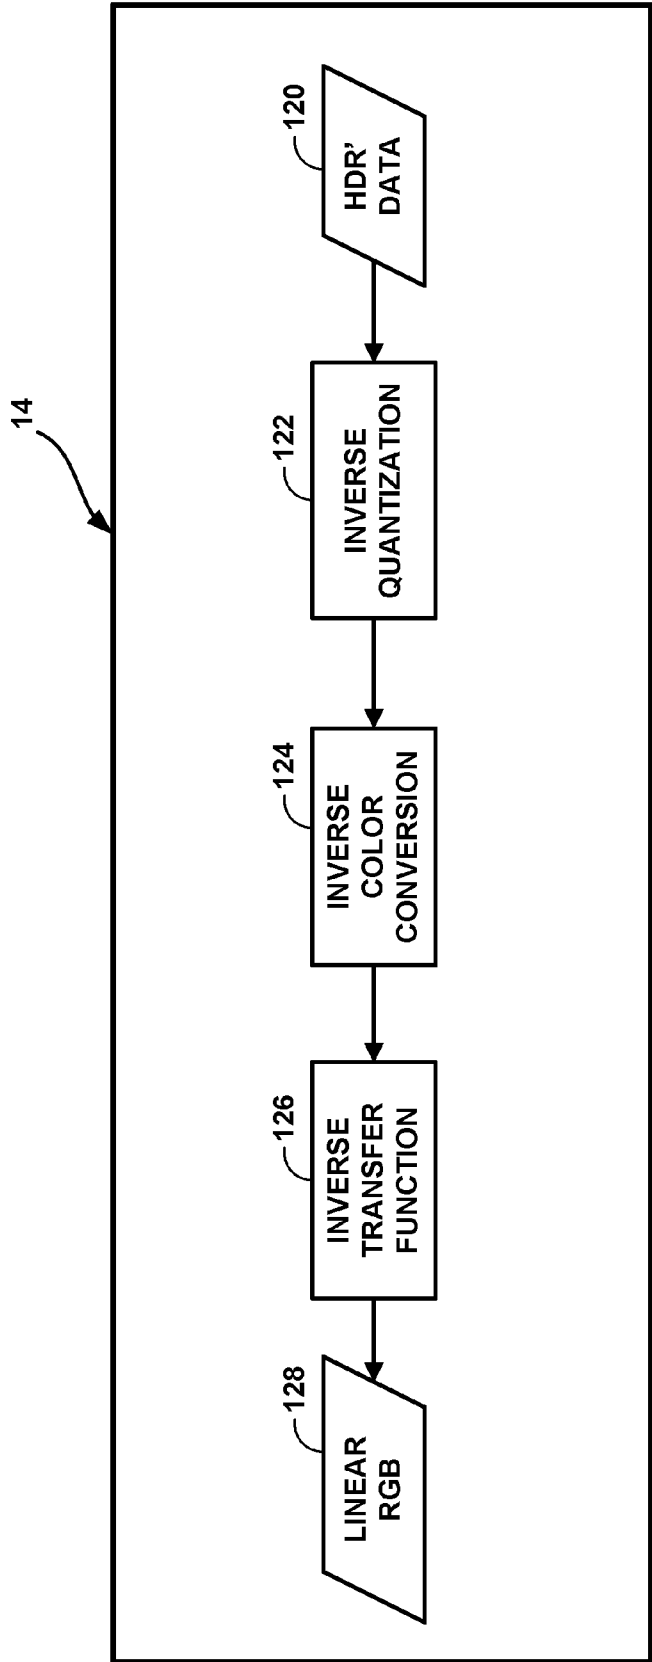 14
120
HDR'
DATA
122
INVERSE
QUANTIZATION
124
INVERSE
COLOR
CONVERSION
126
INVERSE
TRANSFER
FUNCTION
128
LINEAR
RGB